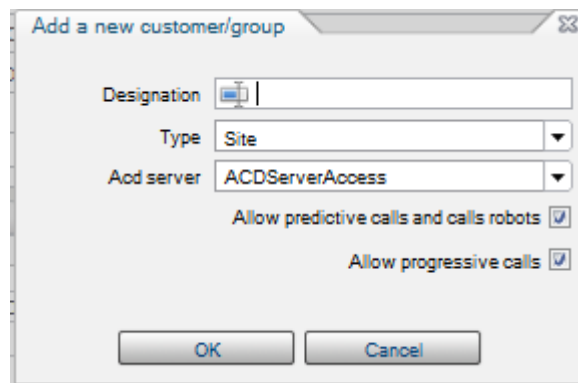 Add a new customer/group
Designation
Type Site
Acd server ACDServerAccess
Allow predictive calls and calls robots
Allow progressive calls
OK Cancel